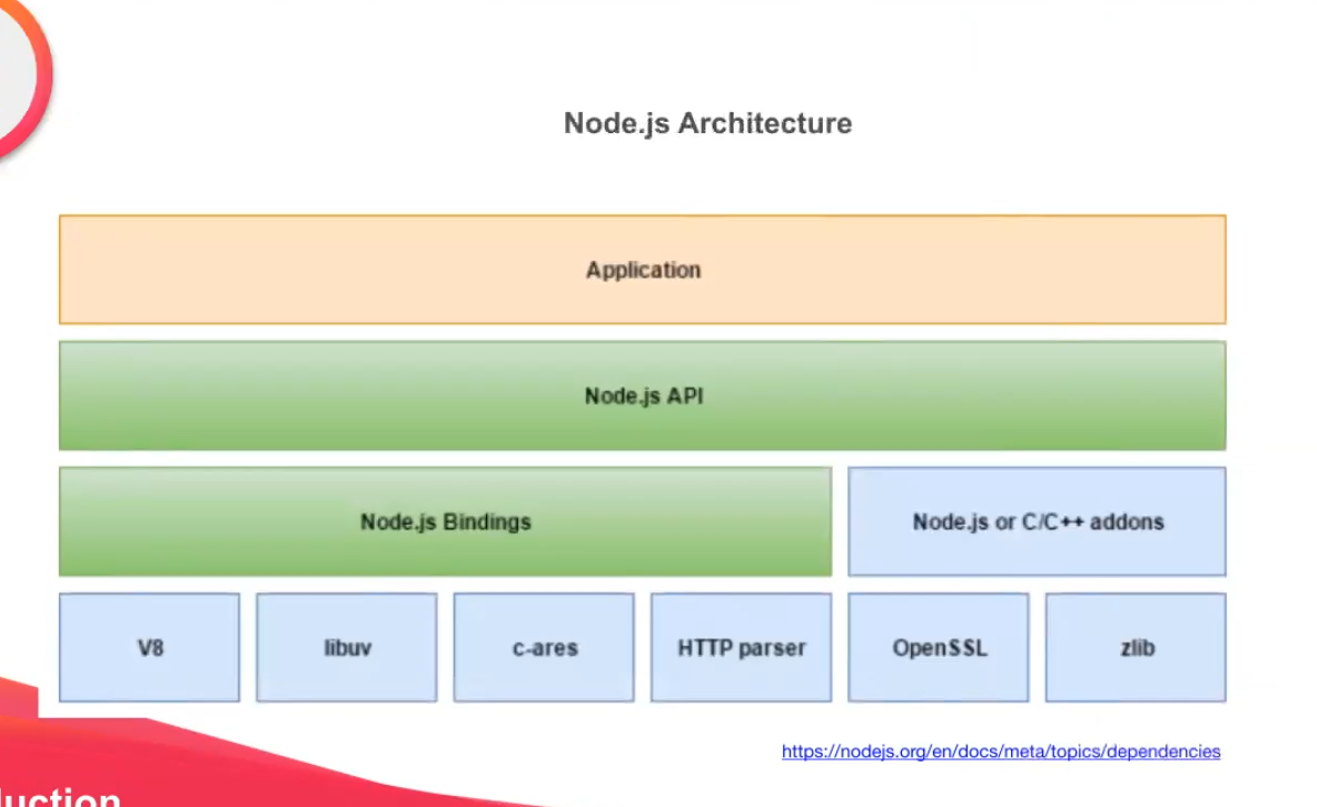 Node.js Architecture
Application
Node.js API
Node.js Bindings
Node.js or C/C++ addons
V8
libuv
c-ares
HTTP parser
OpenSSL
zlib
https://nodejs.org/en/docs/meta/topics/dependencies